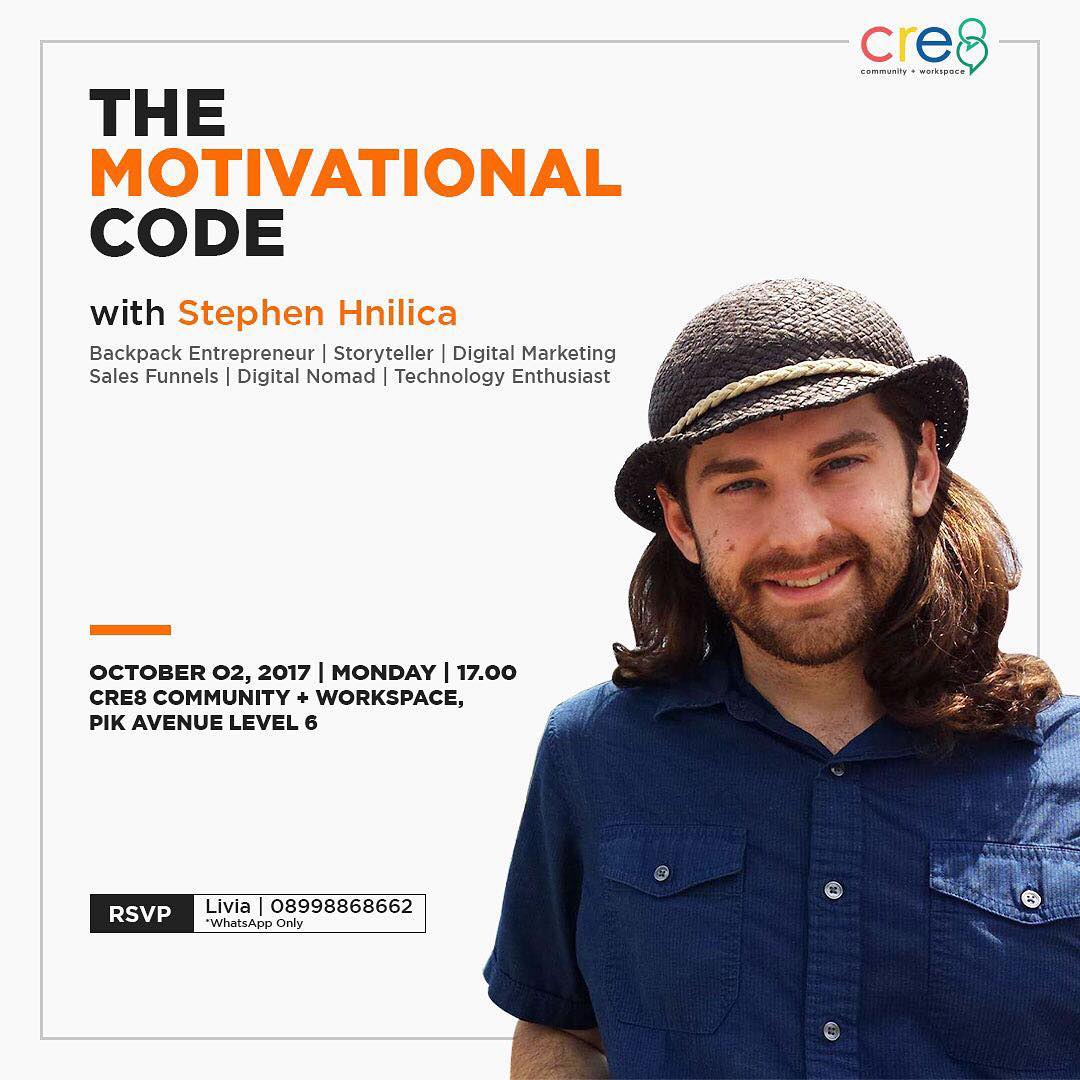 cre8
community + workspace
THE
MOTIVATIONAL
CODE
with Stephen Hnilica
Backpack Entrepreneur | Storyteller | Digital Marketing
Sales Funnels | Digital Nomad | Technology Enthusiast
OCTOBER 02, 2017 | MONDAY | 17.00
CRE8 COMMUNITY + WORKSPACE,
PIK AVENUE LEVEL 6
RSVP Livia | 08998868662
*WhatsApp Only